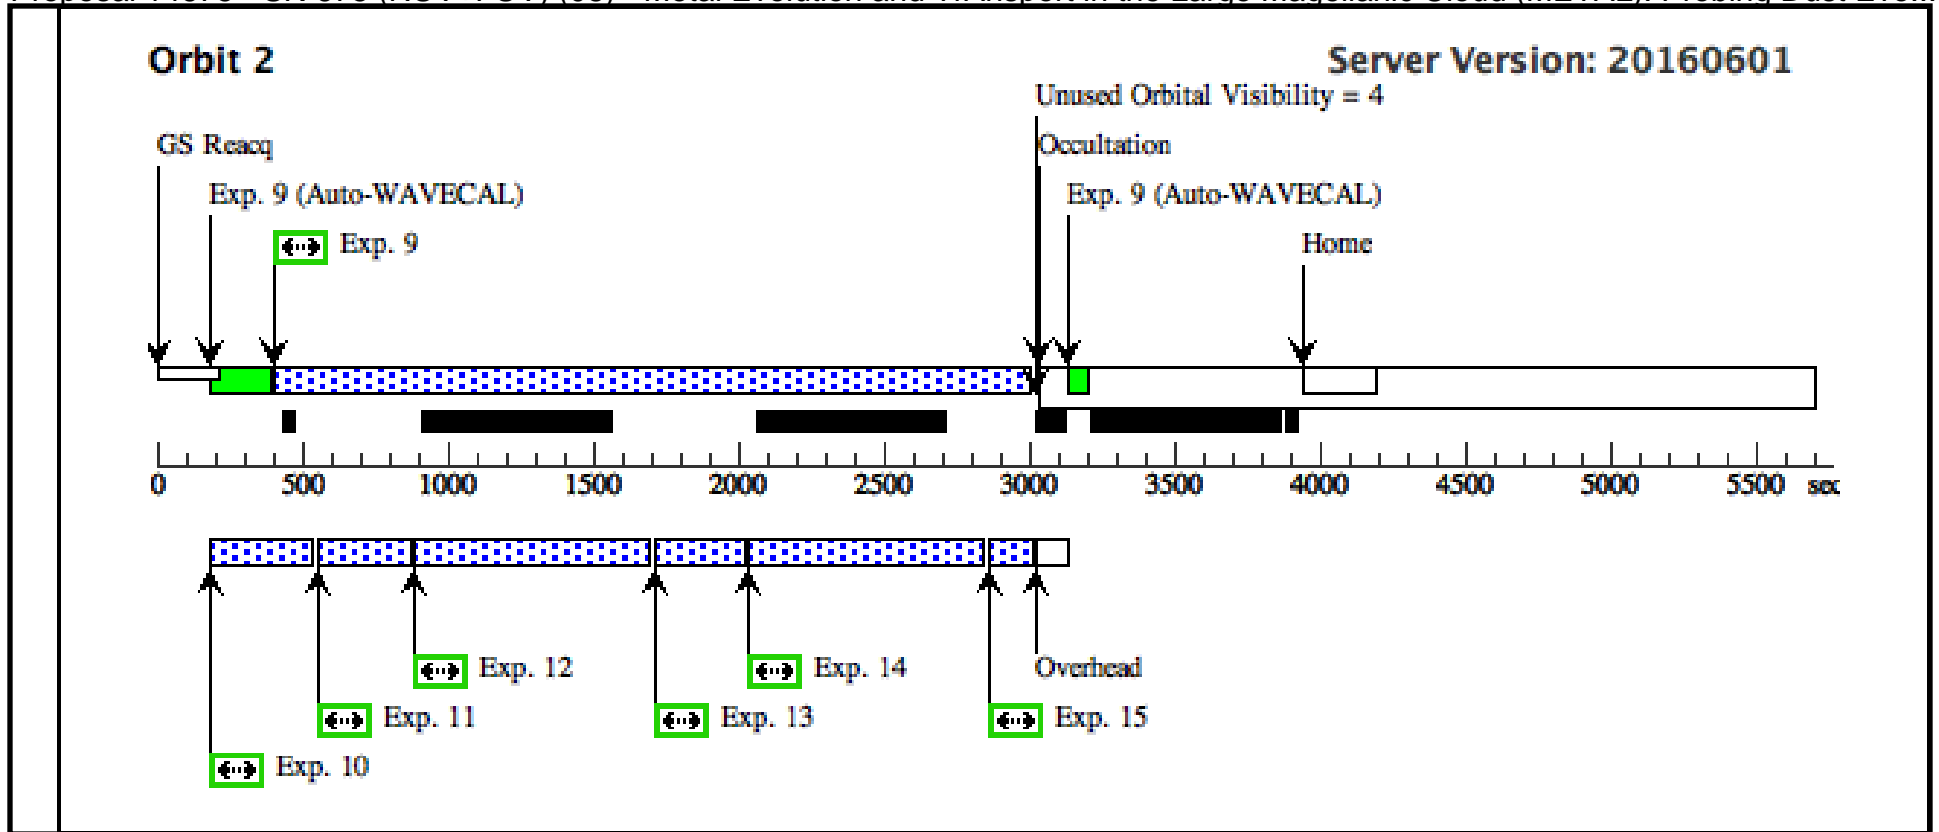 Orbit 2
Server Version: 20160601
Unused Orbital Visibility = 4
GS Reacq
Occultation
Exp. 9 (Auto-WAVECAL)
Exp. 9 (Auto-WAVECAL)
Exp. 9
Home
0 500 1000 1500 2000 2500 3000 3500 4000 4500 5000 5500 sec
Exp. 12
Exp. 14
Overhead
Exp. 11
Exp. 13
Exp. 15
Exp. 10